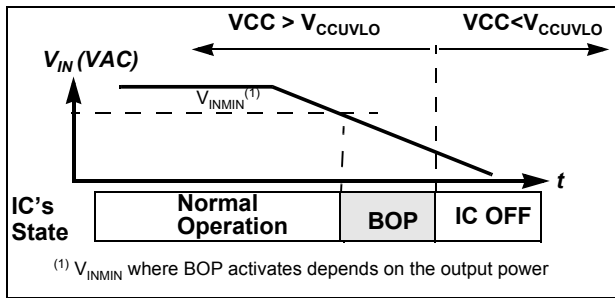 VCC > VCCUVLO
VCC<VCCUVLO
VIN (VAC)
VINMIN(1)
t
IC's State
Normal Operation
BOP
IC OFF
(1) VINMIN where BOP activates depends on the output power